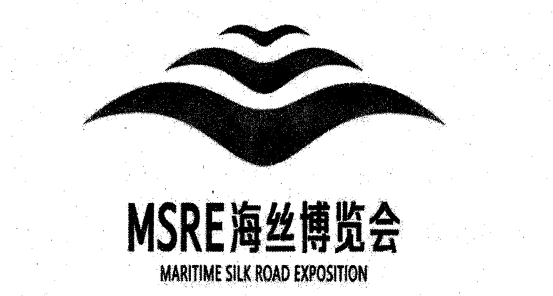 MSRE海丝博览会
MARITIME SILK ROAD EXPOSITION